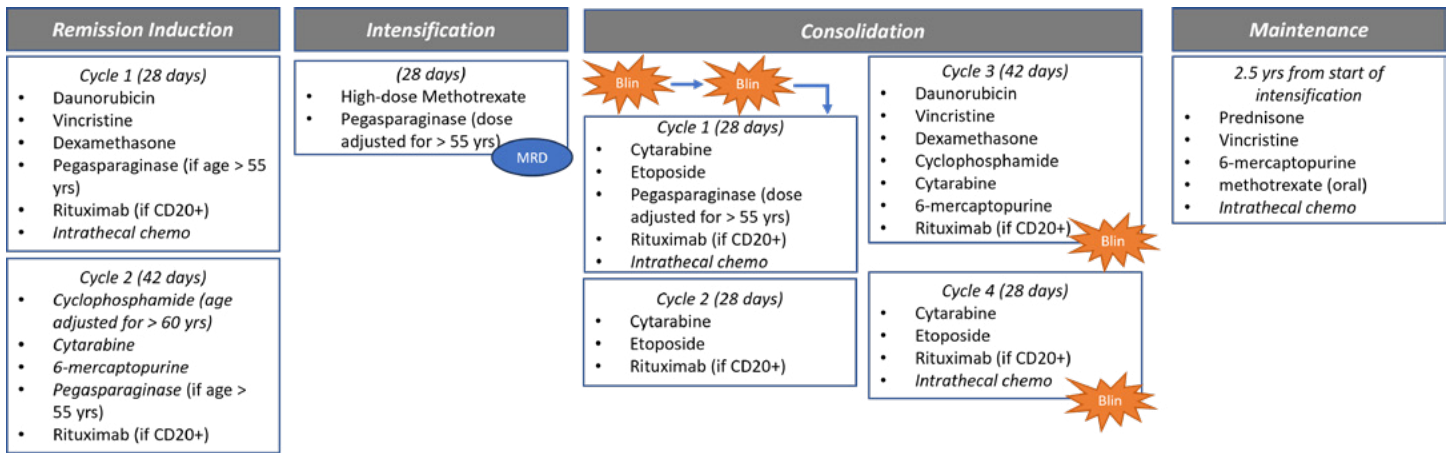 Remission Induction
Cycle 1 (28 days)
• Daunorubicin
• Vincristine
• Dexamethasone
• Pegasparaginase (if age > 55
yrs)
• Rituximab (if CD20+)
• Intrathecal chemo
Cycle 2 (42 days)
• Cyclophosphamide (age
adjusted for > 60 yrs)
• Cytarabine
• 6-mercaptopurine
• Pegasparaginase (if age >
55 yrs)
• Rituximab (if CD20+)
Intensification
(28 days)
• High-dose Methotrexate
• Pegasparaginase (dose
adjusted for > 55 yrs)
MRD
Consolidation
Blin
Blin
Cycle 1 (28 days)
• Cytarabine
• Etoposide
• Pegasparaginase (dose
adjusted for > 55 yrs)
• Rituximab (if CD20+)
• Intrathecal chemo
Cycle 2 (28 days)
• Cytarabine
• Etoposide
• Rituximab (if CD20+)
Cycle 3 (42 days)
• Daunorubicin
• Vincristine
• Dexamethasone
• Cyclophosphamide
• Cytarabine
• 6-mercaptopurine
• Rituximab (if CD20+)
Blin
Cycle 4 (28 days)
• Cytarabine
• Etoposide
• Rituximab (if CD20+)
• Intrathecal chemo
Blin
Maintenance
2.5 yrs from start of
intensification
• Prednisone
• Vincristine
• 6-mercaptopurine
• methotrexate (oral)
• Intrathecal chemo